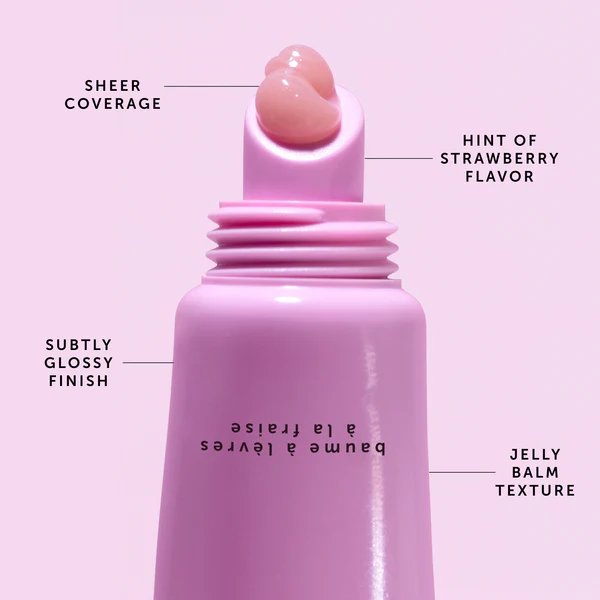 SHEER
COVERAGE
HINT OF
STRAWBERRY
FLAVOR
SUBTLY
GLOSSY
FINISH
baume à lèvres
à la fraise
JELLY
BALM
TEXTURE